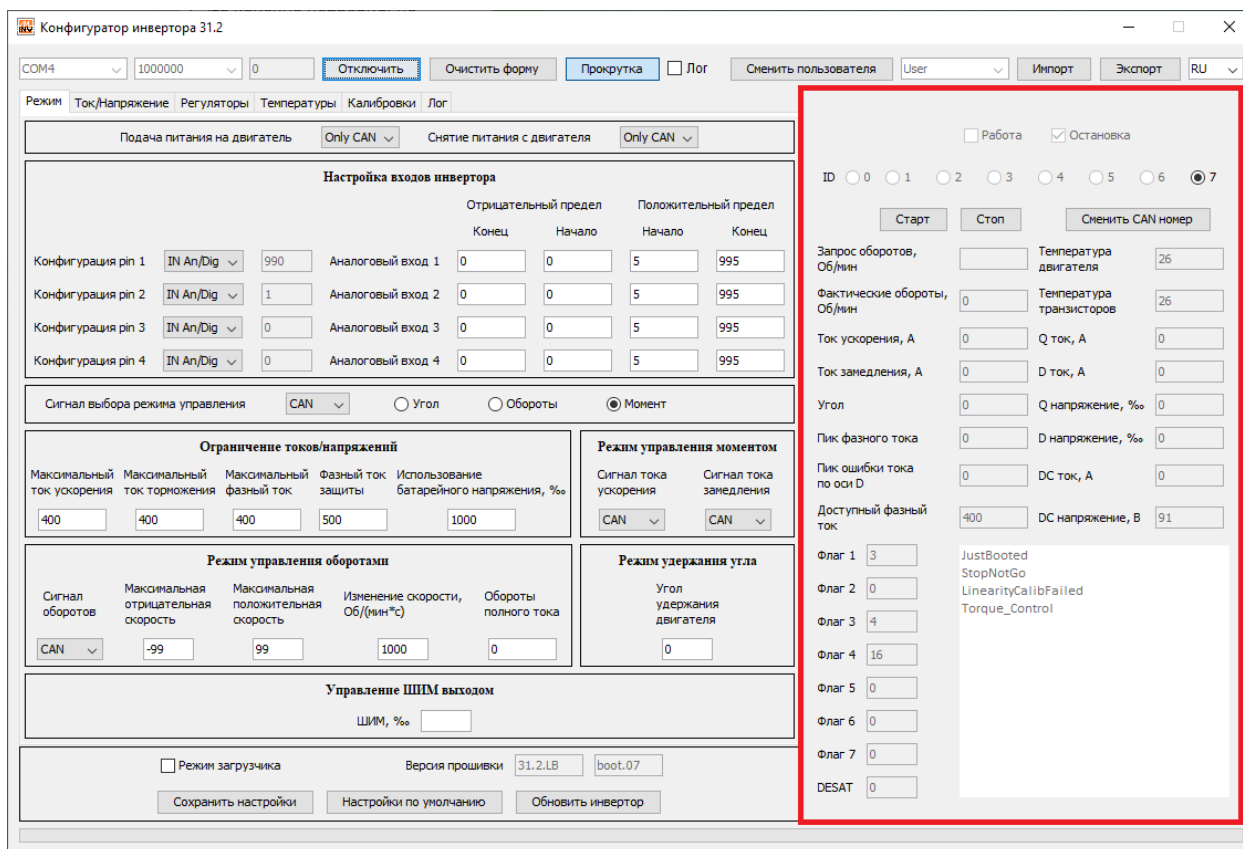 Конфигуратор инвертора 31.2
COM4 1000000 0 Отключить Очистить форму Прокрутка Лог Сменить пользователя User Импорт Экспорт RU
Режим Ток/Напряжение Регуляторы Температуры Калибровки Лог
Подача питания на двигатель Only CAN Снятие питания с двигателя Only CAN
Настройка входов инвертора
Отрицательный предел Положительный предел
Конец Начало Начало Конец
Конфигурация pin 1 IN An/Dig 990 Аналоговый вход 1 0 0 5 995
Конфигурация pin 2 IN An/Dig 1 Аналоговый вход 2 0 0 5 995
Конфигурация pin 3 IN An/Dig 0 Аналоговый вход 3 0 0 5 995
Конфигурация pin 4 IN An/Dig 0 Аналоговый вход 4 0 0 5 995
Сигнал выбора режима управления CAN Угол Обороты Момент
Ограничение токов/напряжений
Максимальный ток ускорения
Максимальный ток торможения
Максимальный фазный ток
Фазный ток защиты
Использование батарейного напряжения, ‰
400 400 400 500 1000
Режим управления моментом
Сигнал тока ускорения
Сигнал тока замедления
CAN CAN
Режим управления оборотами
Сигнал оборотов
Максимальная отрицательная скорость
Максимальная положительная скорость
Изменение скорости, Об/(мин*с)
Обороты полного тока
CAN -99 99 1000 0
Режим удержания угла
Угол
удержания
двигателя
0
Управление ШИМ выходом
ШИМ, ‰
Режим загрузчика Версия прошивки 31.2.LB boot.07
Сохранить настройки Настройки по умолчанию Обновить инвертор
Работа Остановка
ID 0 1 2 3 4 5 6 7
Старт Стоп Сменить CAN номер
Запрос оборотов, Об/мин
Температура двигателя 26
Фактические обороты, Об/мин 0
Температура транзисторов 26
Ток ускорения, А 0 Q ток, А 0
Ток замедления, А 0 D ток, А 0
Угол 0 Q напряжение, ‰ 0
Пик фазного тока 0 D напряжение, ‰ 0
Пик ошибки тока по оси D 0 DC ток, А 0
Доступный фазный ток 400 DC напряжение, В 91
Флаг 1 3
Флаг 2 0
Флаг 3 4
Флаг 4 16
Флаг 5 0
Флаг 6 0
Флаг 7 0
DESAT 0
JustBooted
StopNotGo
LinearityCalibFailed
Torque_Control